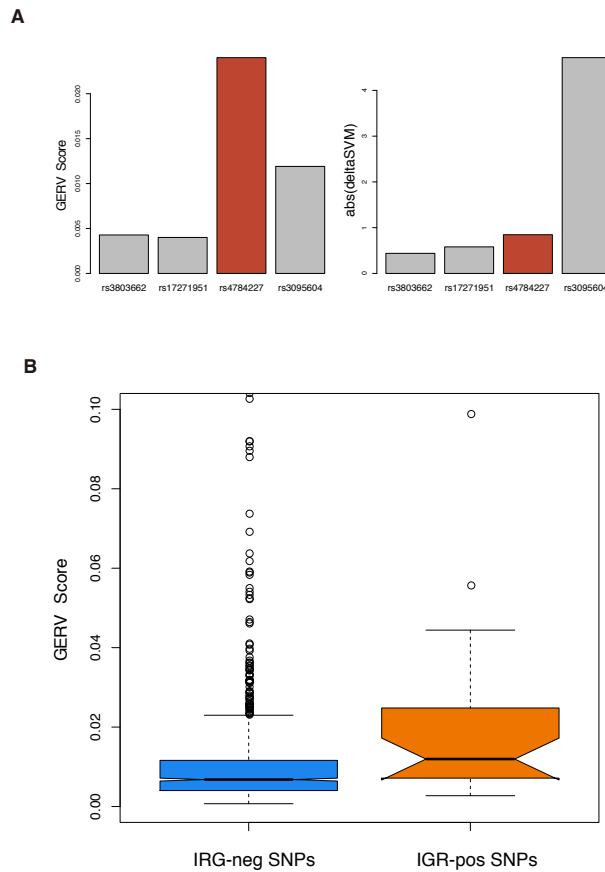 A
GERV Score
0.000
0.005
0.010
0.015
0.020
rs3803662
rs17271951
rs4784227
rs3095604
abs(deltaSVM)
0
1
2
3
4
rs3803662
rs17271951
rs4784227
rs3095604
B
GERV Score
0.00
0.02
0.04
0.06
0.08
0.10
IRG-neg SNPs
IGR-pos SNPs